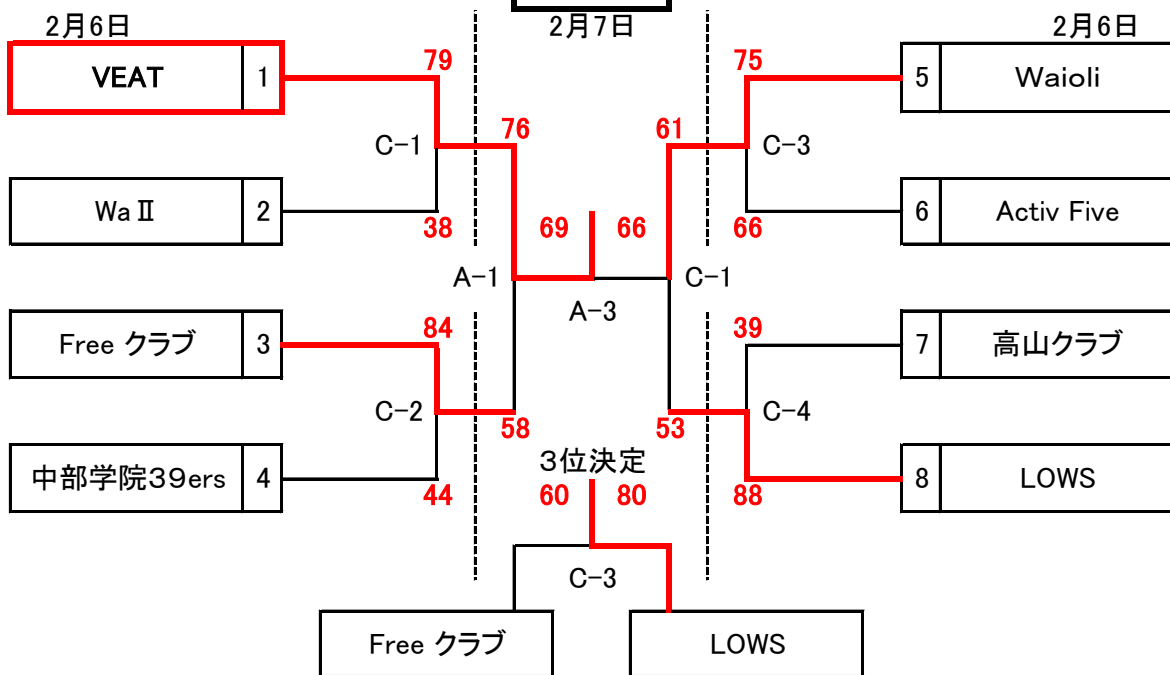 2月6日 2月7日 2月6日
VEAT 1 79 75 5 Waioli
76 61
C-1 C-3
Wa Ⅱ 2 38 69 66 66 6 Activ Five
A-1 C-1
A-3
Free クラブ 3 84 39 7 高山クラブ
C-2 C-4
58 53
3位決定
中部学院39ers 4 44 60 80 88 8 LOWS
C-3
Free クラブ LOWS